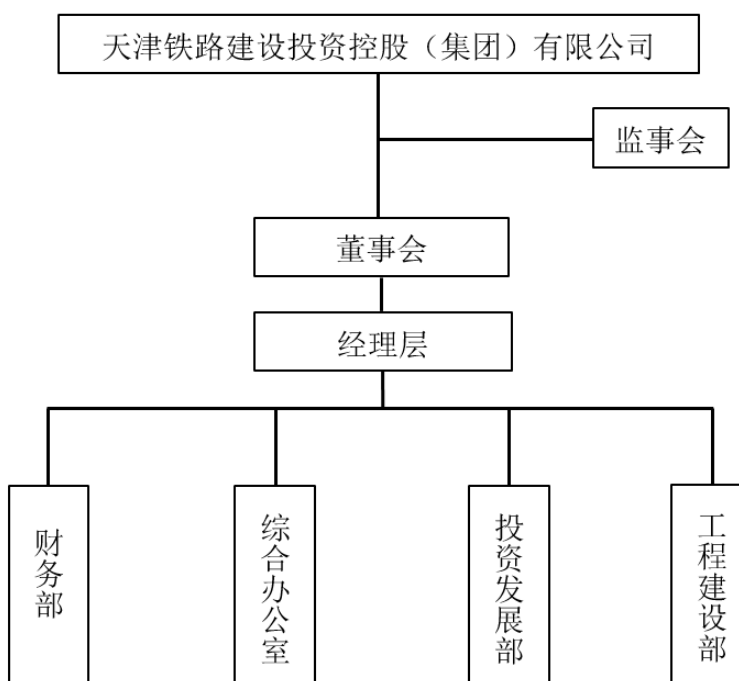 天津铁路建设投资控股（集团）有限公司
监事会
董事会
经理层
财务部
综合办公室
投资发展部
工程建设部